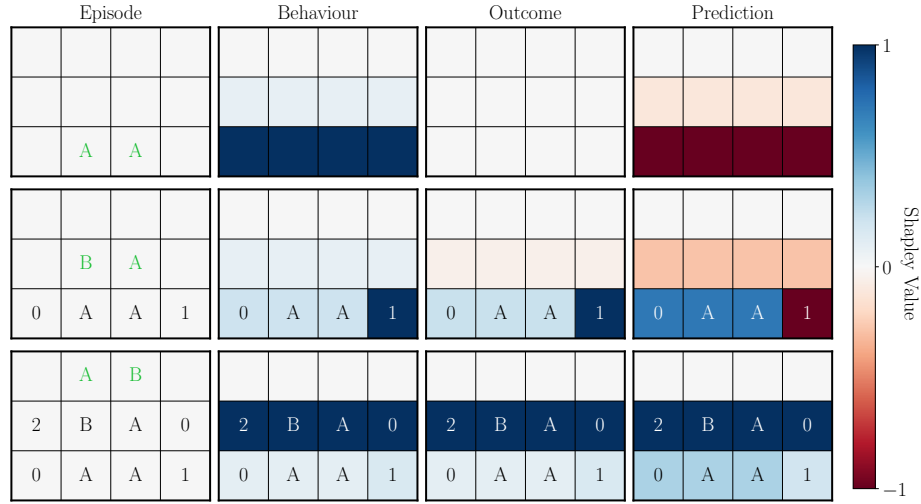 Episode Behaviour Outcome Prediction
A A
B A
0 A A 1 0 A A 1 0 A A 1 0 A A 1
A B
2 B A 0 2 B A 0 2 B A 0 2 B A 0
0 A A 1 0 A A 1 0 A A 1 0 A A 1
1
0
−1
Shapley Value